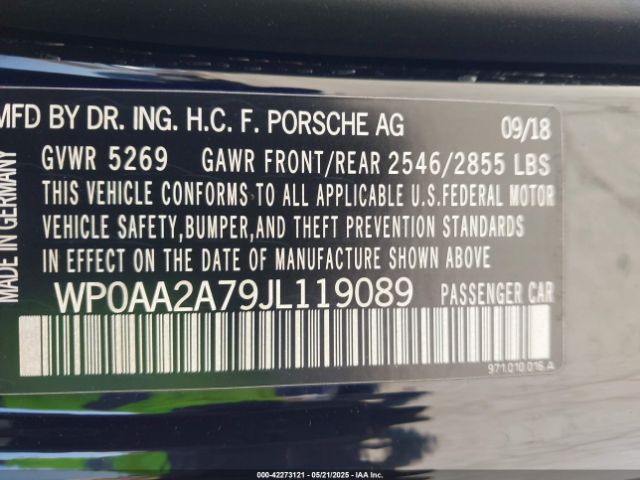 MFD BY DR. ING. H.C. F. PORSCHE AG 09/18
GVWR 5269 GAWR FRONT/REAR 2546/2855 LBS
THIS VEHICLE CONFORMS TO ALL APPLICABLE U.S.FEDERAL MOTOR
VEHICLE SAFETY,BUMPER,AND THEFT PREVENTION STANDARDS
IN EFFECT ON THE DATE OF MANUFACTURE SHOWN ABOVE
WP0AA2A79JL119089 PASSENGER CAR
971.010.016 A
MADE IN GERMANY
000-42273121 - 05/21/2025 - IAAI.com